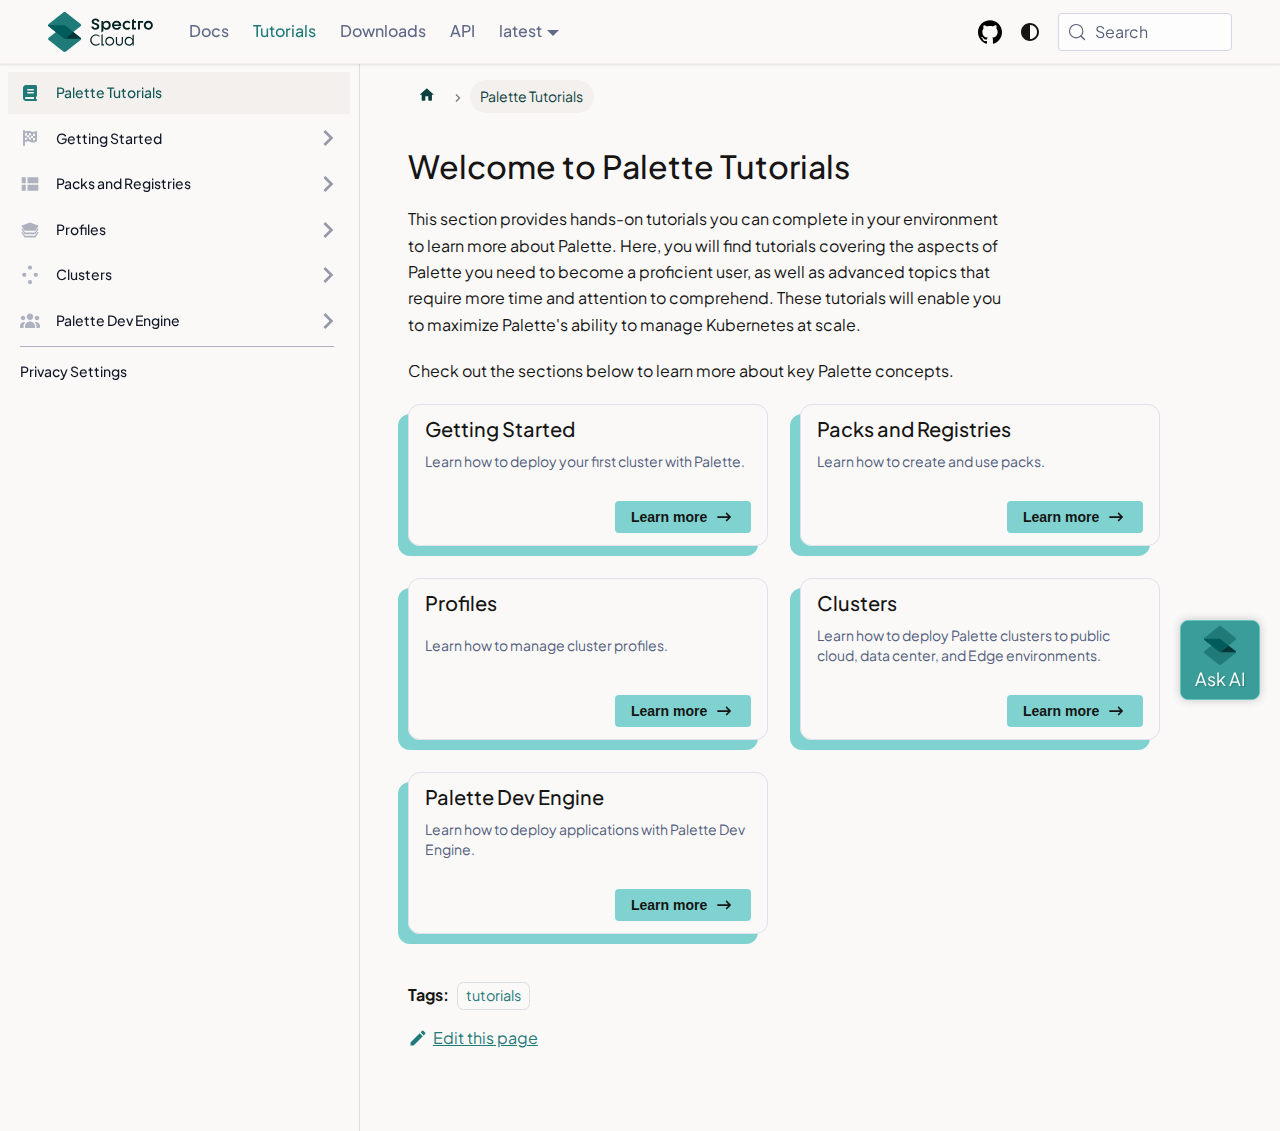 Spectro
Cloud
Docs
Tutorials
Downloads
API
latest
Search
Palette Tutorials
Getting Started
Packs and Registries
Profiles
Clusters
Palette Dev Engine
Privacy Settings
Palette Tutorials
Welcome to Palette Tutorials
This section provides hands-on tutorials you can complete in your environment
to learn more about Palette. Here, you will find tutorials covering the aspects of
Palette you need to become a proficient user, as well as advanced topics that
require more time and attention to comprehend. These tutorials will enable you
to maximize Palette's ability to manage Kubernetes at scale.
Check out the sections below to learn more about key Palette concepts.
Getting Started
Learn how to deploy your first cluster with Palette.
Learn more
Packs and Registries
Learn how to create and use packs.
Learn more
Profiles
Learn how to manage cluster profiles.
Learn more
Clusters
Learn how to deploy Palette clusters to public
cloud, data center, and Edge environments.
Learn more
Palette Dev Engine
Learn how to deploy applications with Palette Dev
Engine.
Learn more
Ask AI
Tags:
tutorials
Edit this page